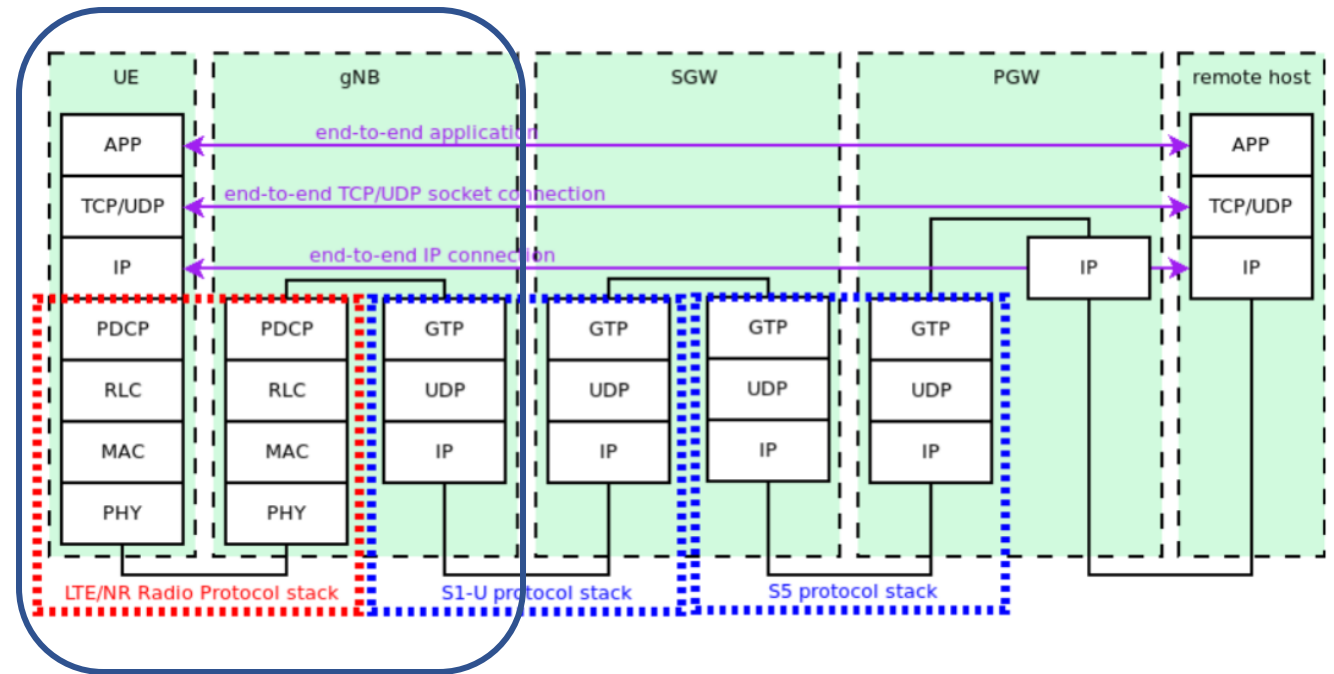 UE
gNB
SGW
PGW
remote host
end-to-end application
APP
APP
end-to-end TCP/UDP socket connection
TCP/UDP
TCP/UDP
end-to-end IP connection
IP
IP
IP
PDCP
PDCP
GTP
GTP
GTP
GTP
RLC
RLC
UDP
UDP
UDP
UDP
MAC
MAC
IP
IP
IP
IP
PHY
PHY
LTE/NR Radio Protocol stack
S1-U protocol stack
S5 protocol stack